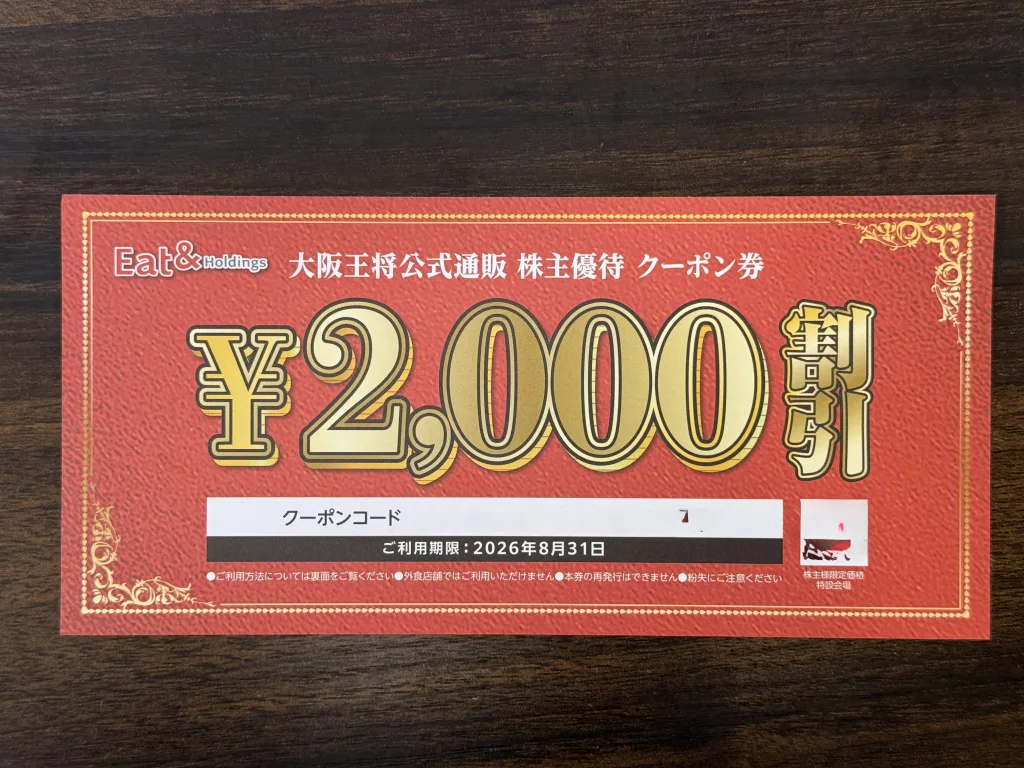 Eat& Holdings 大阪王将公式通販 株主優待 クーポン券
¥2,000割引
クーポンコード
ご利用期限：2026年8月31日
●ご利用方法については裏面をご覧ください●外食店舗ではご利用いただけません●本券の再発行はできません●紛失にご注意ください
株主様限定価格
特設会場